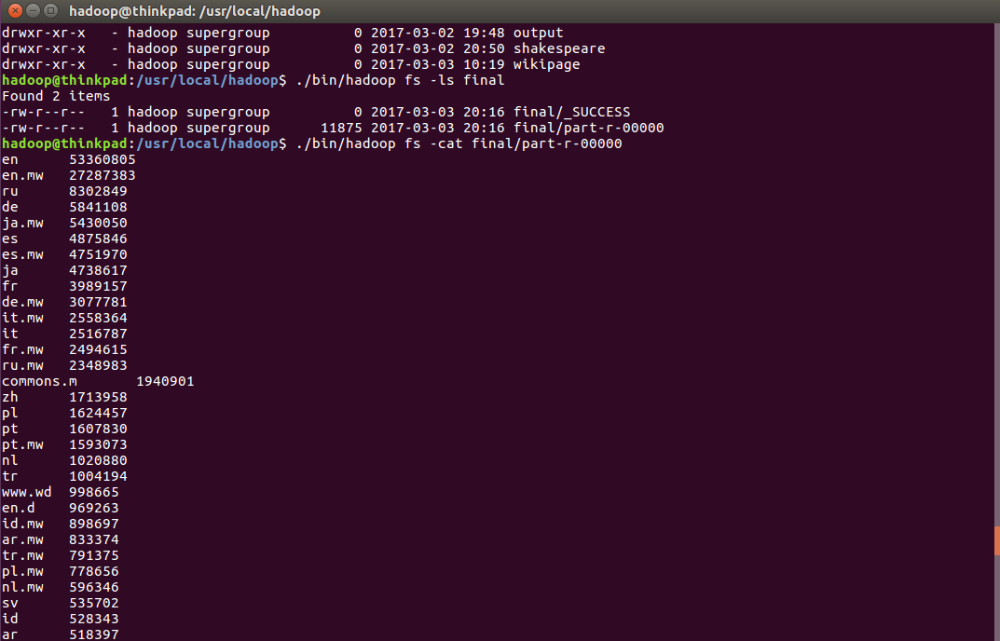 hadoop@thinkpad: /usr/local/hadoop
drwxr-xr-x   - hadoop supergroup          0 2017-03-02 19:48 output
drwxr-xr-x   - hadoop supergroup          0 2017-03-02 20:50 shakespeare
drwxr-xr-x   - hadoop supergroup          0 2017-03-03 10:19 wikipage
hadoop@thinkpad:/usr/local/hadoop$ ./bin/hadoop fs -ls final
Found 2 items
-rw-r--r--   1 hadoop supergroup          0 2017-03-03 20:16 final/_SUCCESS
-rw-r--r--   1 hadoop supergroup      11875 2017-03-03 20:16 final/part-r-00000
hadoop@thinkpad:/usr/local/hadoop$ ./bin/hadoop fs -cat final/part-r-00000
en      53360805
en.mw   27287383
ru      8302849
de      5841108
ja.mw   5430050
es      4875846
es.mw   4751970
ja      4738617
fr      3989157
de.mw   3077781
it.mw   2558364
it      2516787
fr.mw   2494615
ru.mw   2348983
commons.m       1940901
zh      1713958
pl      1624457
pt      1607830
pt.mw   1593073
nl      1020880
tr      1004194
www.wd  998665
en.d    969263
id.mw   898697
ar.mw   833374
tr.mw   791375
pl.mw   778656
nl.mw   596346
sv      535702
id      528343
ar      518397